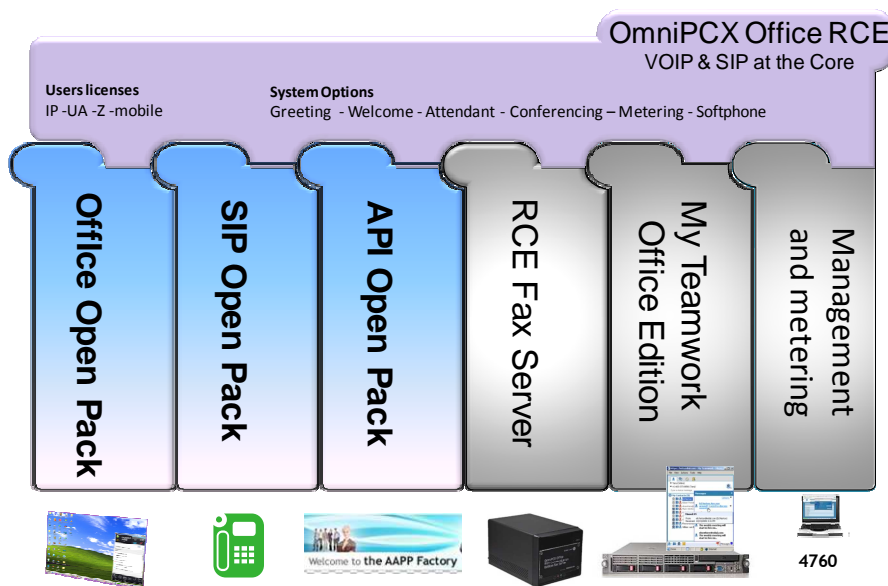 OmniPCX Office RCE
VOIP & SIP at the Core
Users licenses
IP -UA -Z -mobile
System Options
Greeting - Welcome - Attendant - Conferencing – Metering - Softphone
Office Open Pack
SIP Open Pack
API Open Pack
RCE Fax Server
My Teamwork
Office Edition
Management
and metering
Welcome to the AAPP Factory
4760